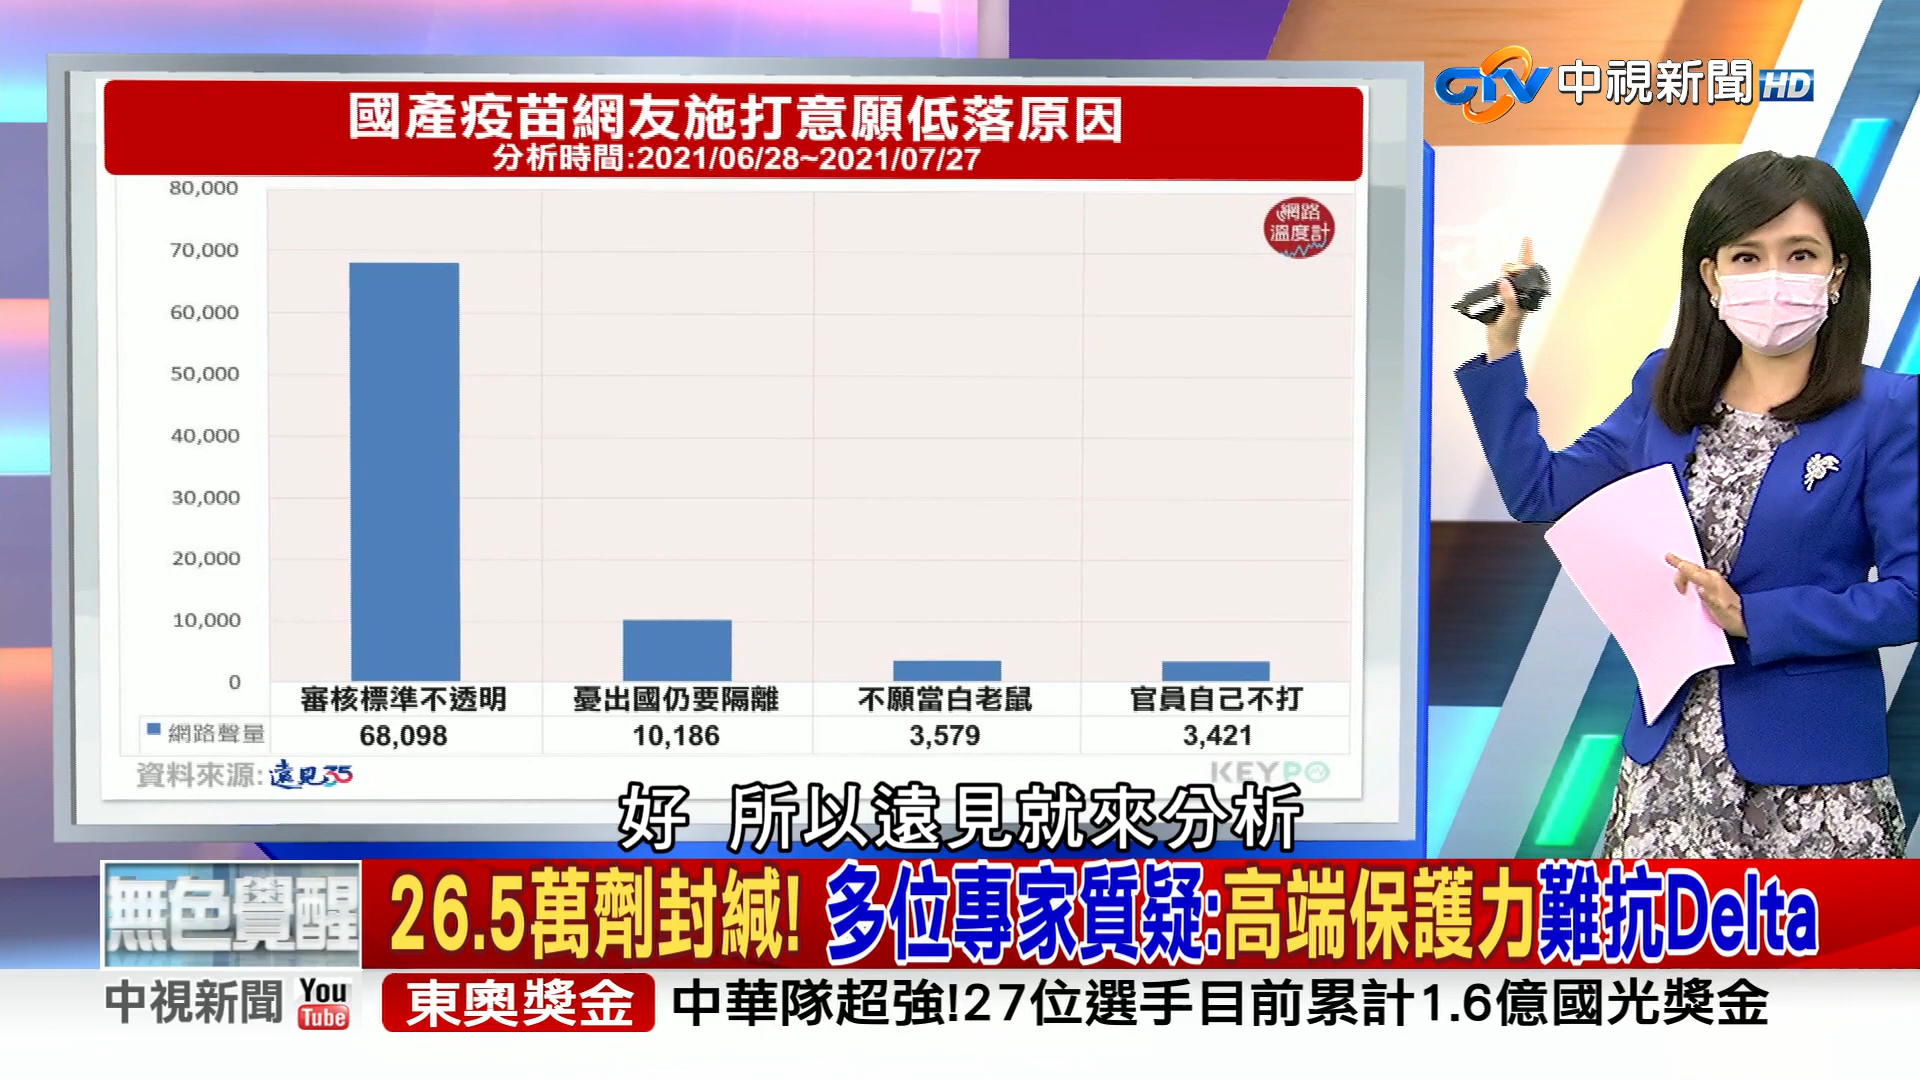 國產疫苗網友施打意願低落原因
分析時間:2021/06/28~2021/07/27
CTV中視新聞HD
網路
溫度計
80,000
70,000
60,000
50,000
40,000
30,000
20,000
10,000
0
審核標準不透明 憂出國仍要隔離 不願當白老鼠 官員自己不打
網路聲量 68,098 10,186 3,579 3,421
資料來源:遠見35
KEYPO
好 所以遠見就來分析
無色覺醒
26.5萬劑封緘! 多位專家質疑:高端保護力難抗Delta
中視新聞 YouTube
東奧獎金 中華隊超強!27位選手目前累計1.6億國光獎金